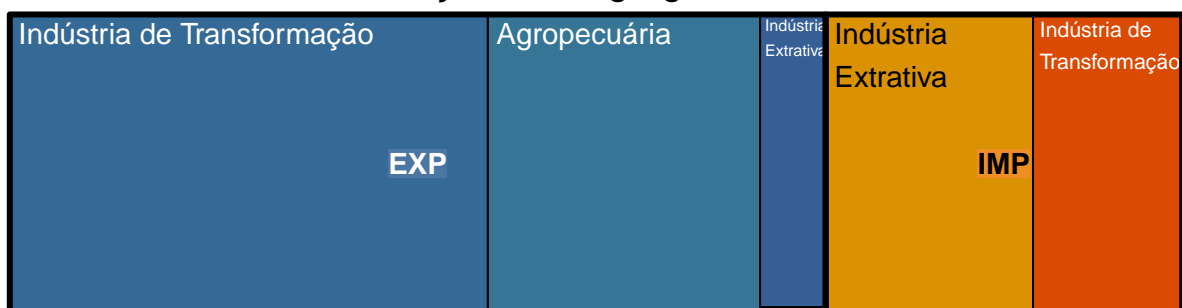 Indústria de Transformação
Agropecuária
Indústria
Extrativa
Indústria
Extrativa
Indústria de
Transformação
EXP
IMP